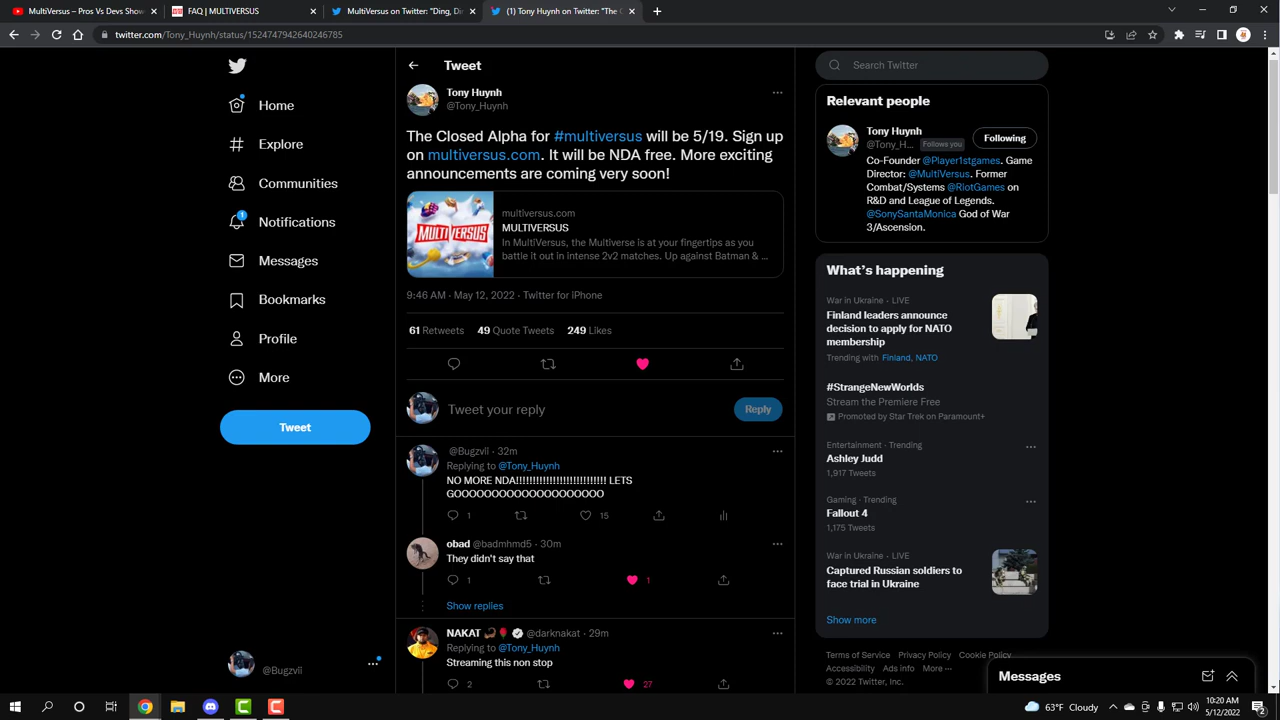 MultiVersus – Pros Vs Devs Show
FAQ | MULTIVERSUS
MultiVersus on Twitter: "Ding, De
(1) Tony Huynh on Twitter: "The C
twitter.com/Tony_Huynh/status/1524747942640246785
Home
Explore
Communities
1
Notifications
Messages
Bookmarks
Profile
More
Tweet
@Bugzvii
Tweet
Tony Huynh
@Tony_Huynh
The Closed Alpha for #multiversus will be 5/19. Sign up
on multiversus.com. It will be NDA free. More exciting
announcements are coming very soon!
MULTIVERSUS
multiversus.com
MULTIVERSUS
In MultiVersus, the Multiverse is at your fingertips as you
battle it out in intense 2v2 matches. Up against Batman & ...
9:46 AM · May 12, 2022 · Twitter for iPhone
61 Retweets 49 Quote Tweets 249 Likes
Tweet your reply
Reply
@Bugzvii · 32m
Replying to @Tony_Huynh
NO MORE NDA!!!!!!!!!!!!!!!!!!!!!!!!!!! LETS
GOOOOOOOOOOOOOOOOOOOO
1 15
obad @badmhmd5 · 30m
They didn't say that
1 1
Show replies
NAKAT @darknakat · 29m
Replying to @Tony_Huynh
Streaming this non stop
2 27
Search Twitter
Relevant people
Tony Huynh
@Tony_H... Follows you
Following
Co-Founder @Player1stgames. Game
Director: @MultiVersus. Former
Combat/Systems @RiotGames on
R&D and League of Legends.
@SonySantaMonica God of War
3/Ascension.
What's happening
War in Ukraine · LIVE
Finland leaders announce
decision to apply for NATO
membership
Trending with Finland, NATO
#StrangeNewWorlds
Stream the Premiere Free
Promoted by Star Trek on Paramount+
Entertainment · Trending
Ashley Judd
1,917 Tweets
Gaming · Trending
Fallout 4
1,175 Tweets
War in Ukraine · LIVE
Captured Russian soldiers to
face trial in Ukraine
Show more
Terms of Service Privacy Policy Cookie Policy
Accessibility Ads info More ···
© 2022 Twitter, Inc.
Messages
63°F Cloudy
10:20 AM
5/12/2022
2